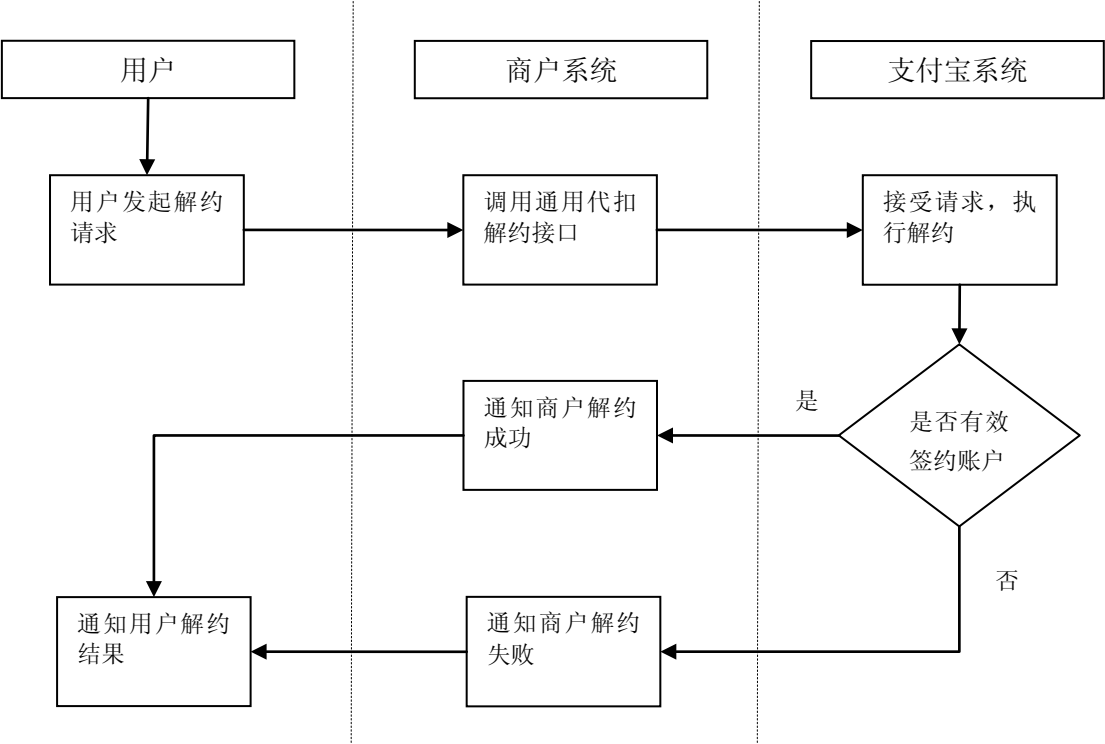 用户
商户系统
支付宝系统
用户发起解约
请求
调用通用代扣
解约接口
接受请求，执
行解约
是
通知商户解约
成功
是否有效
签约账户
否
通知用户解约
结果
通知商户解约
失败